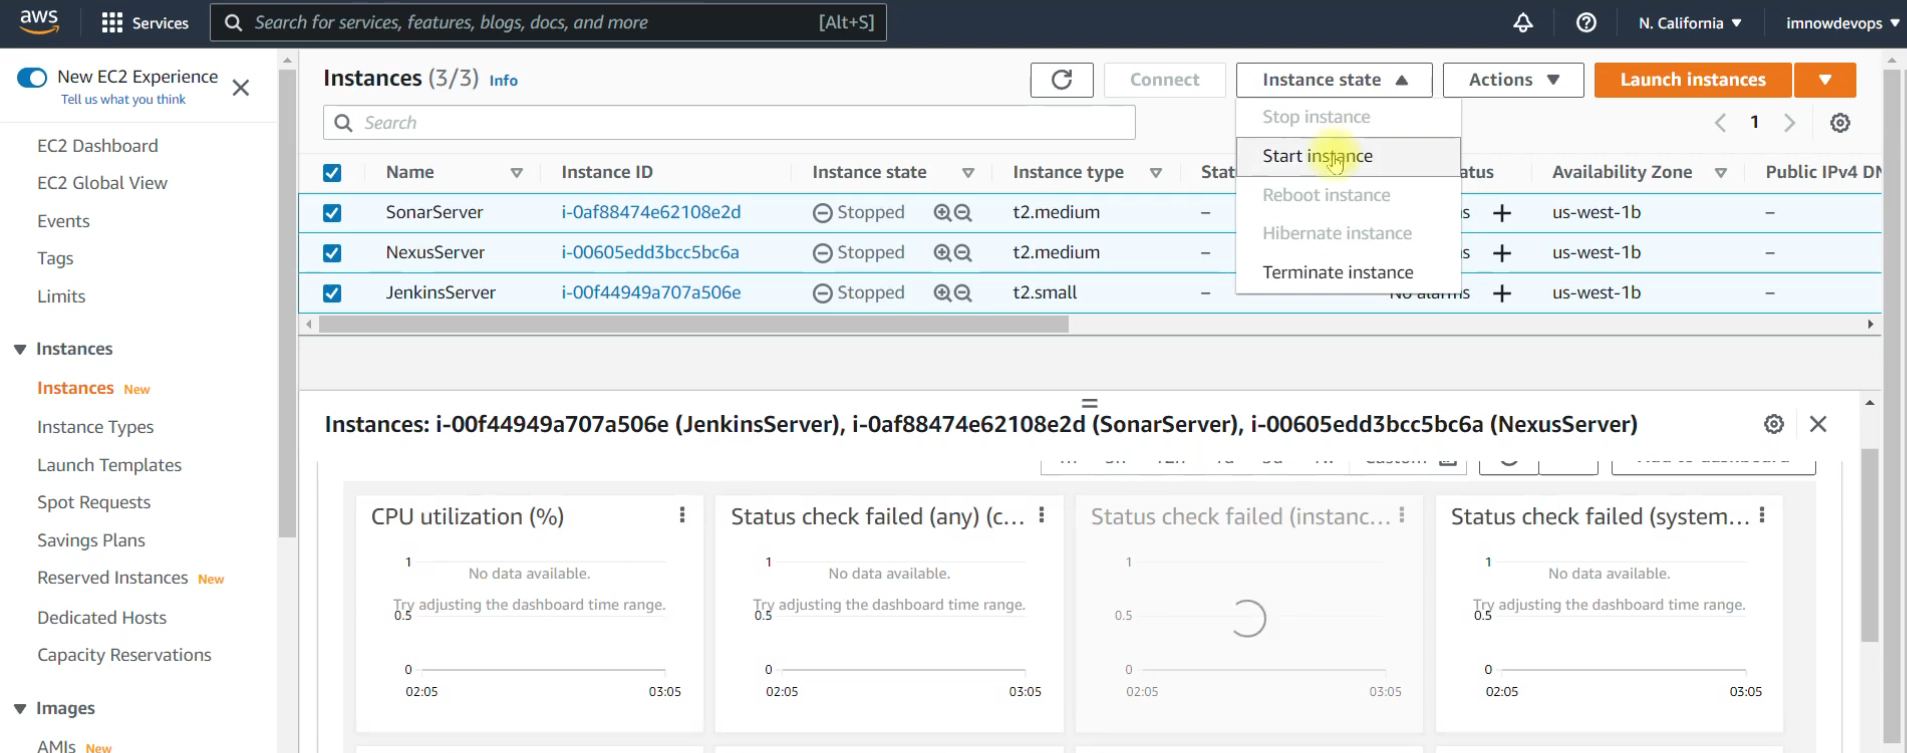 aws
Services
Search for services, features, blogs, docs, and more [Alt+S]
N. California
imnowdevops
New EC2 Experience
Tell us what you think
EC2 Dashboard
EC2 Global View
Events
Tags
Limits
Instances
Instances New
Instance Types
Launch Templates
Spot Requests
Savings Plans
Reserved Instances New
Dedicated Hosts
Capacity Reservations
Images
AMIs New
Instances (3/3) Info
Connect
Instance state
Actions
Launch instances
Search
1
Stop instance
Start instance
Reboot instance
Hibernate instance
Terminate instance
Name Instance ID Instance state Instance type Availability Zone Public IPv4
SonarServer i-0af88474e62108e2d Stopped t2.medium – us-west-1b –
NexusServer i-00605edd3bcc5bc6a Stopped t2.medium – us-west-1b –
JenkinsServer i-00f44949a707a506e Stopped t2.small – No alarms us-west-1b –
Instances: i-00f44949a707a506e (JenkinsServer), i-0af88474e62108e2d (SonarServer), i-00605edd3bcc5bc6a (NexusServer)
CPU utilization (%)
1
No data available.
Try adjusting the dashboard time range.
0.5
0
02:05 03:05
Status check failed (any) (c...
1
No data available.
Try adjusting the dashboard time range.
0.5
0
02:05 03:05
Status check failed (instanc...
1
0.5
0
02:05 03:05
Status check failed (system...
1
No data available.
Try adjusting the dashboard time range.
0.5
0
02:05 03:05